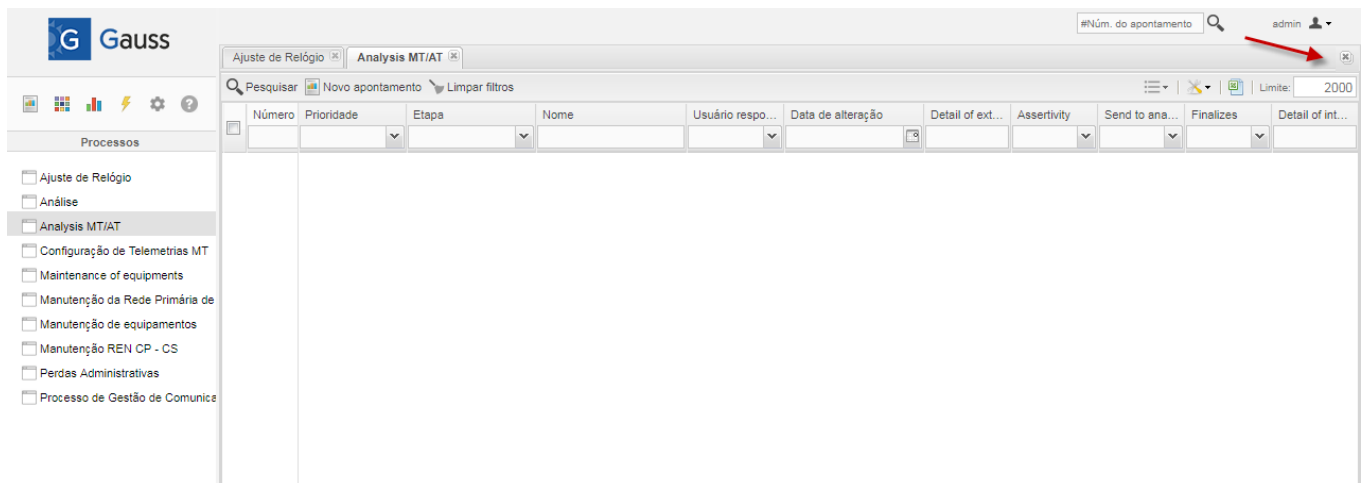 G Gauss
#Núm. do apontamento
admin
Ajuste de Relógio
Analysis MT/AT
Pesquisar Novo apontamento Limpar filtros
Limite: 2000
Número Prioridade Etapa Nome Usuário respo... Data de alteração Detail of ext... Assertivity Send to ana... Finalizes Detail of int...
Processos
Ajuste de Relógio
Análise
Analysis MT/AT
Configuração de Telemetrias MT
Maintenance of equipments
Manutenção da Rede Primária de
Manutenção de equipamentos
Manutenção REN CP - CS
Perdas Administrativas
Processo de Gestão de Comunica